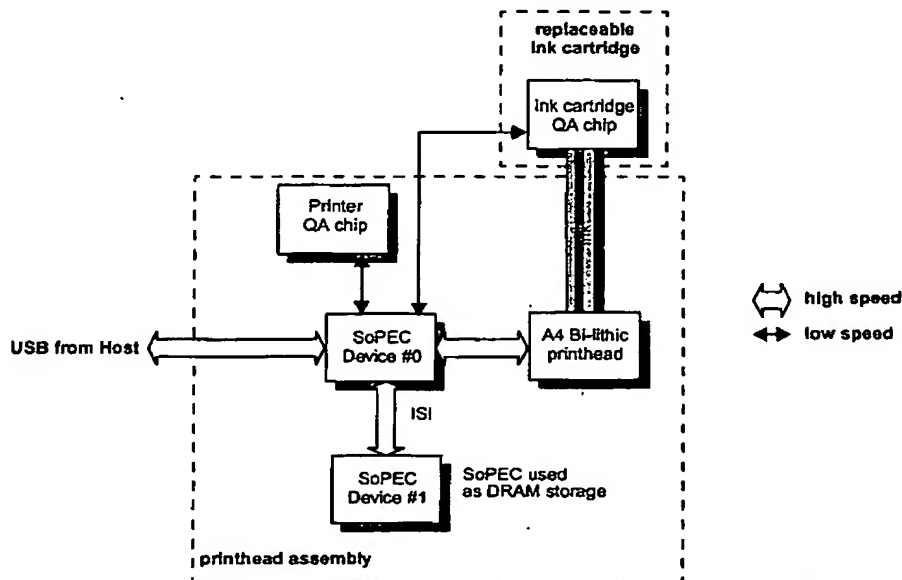 replaceable
Ink cartridge
Ink cartridge
QA chip
Printer
QA chip
high speed
low speed
USB from Host
SoPEC
Device #0
A4 Bi-lithic
printhead
ISI
SoPEC
Device #1
SoPEC used
as DRAM storage
printhead assembly